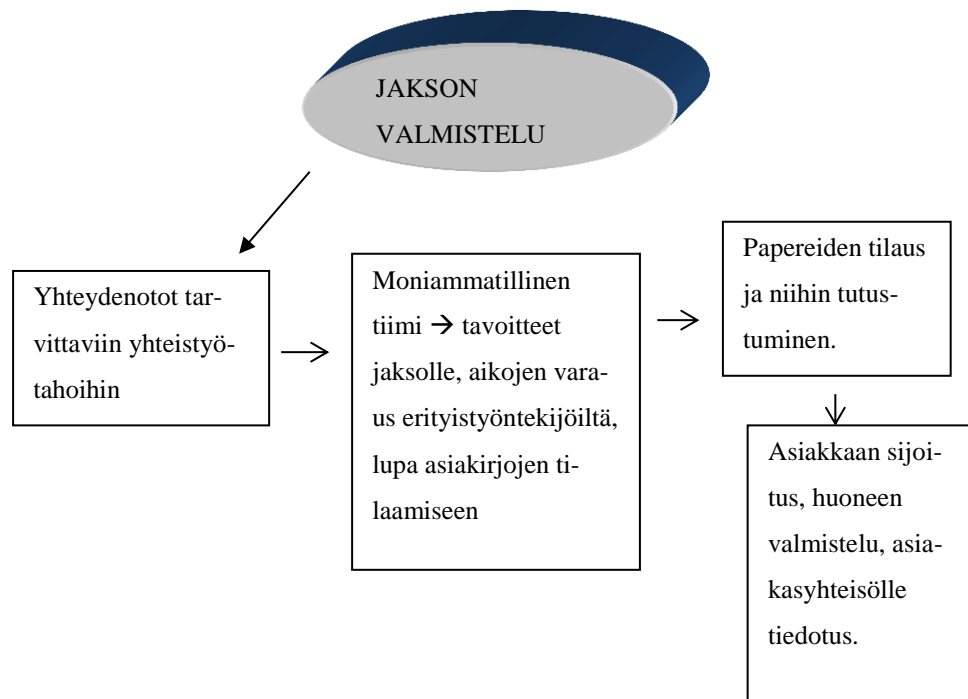 JAKSON
VALMISTELU
Yhteydenotot tar-
vittaviin yhteistyö-
tahoihin
Moniammatillinen
tiimi → tavoitteet
jaksolle, aikojen vara-
us erityistyöntekijöiltä,
lupa asiakirjojen ti-
laamiseen
Papereiden tilaus
ja niihin tutus-
tuminen.
Asiakkaan sijoi-
tus, huoneen
valmistelu, asia-
kasyhteisölle
tiedotus.